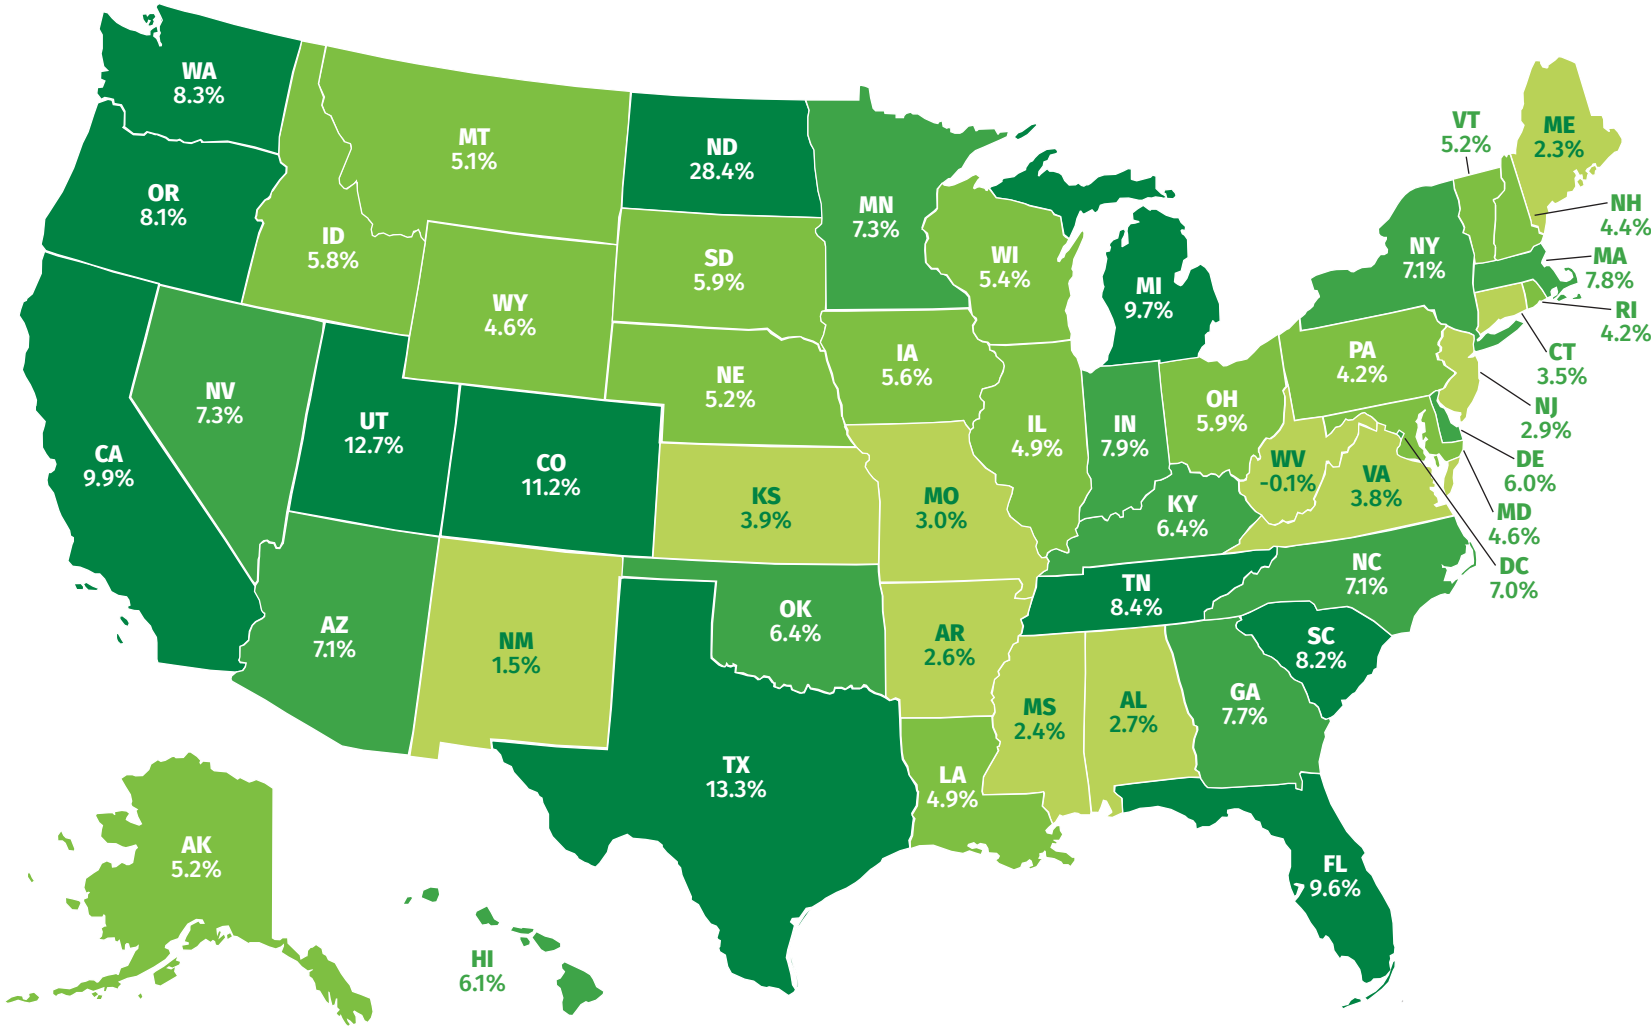 WA
8.3%
OR
8.1%
CA
9.9%
ID
5.8%
NV
7.3%
MT
5.1%
WY
4.6%
UT
12.7%
CO
11.2%
AZ
7.1%
NM
1.5%
ND
28.4%
SD
5.9%
NE
5.2%
KS
3.9%
OK
6.4%
TX
13.3%
MN
7.3%
IA
5.6%
MO
3.0%
AR
2.6%
LA
4.9%
WI
5.4%
IL
4.9%
MS
2.4%
MI
9.7%
IN
7.9%
KY
6.4%
TN
8.4%
AL
2.7%
OH
5.9%
WV
-0.1%
VA
3.8%
NC
7.1%
SC
8.2%
GA
7.7%
FL
9.6%
PA
4.2%
NY
7.1%
VT
5.2%
ME
2.3%
NH
4.4%
MA
7.8%
RI
4.2%
CT
3.5%
NJ
2.9%
DE
6.0%
MD
4.6%
DC
7.0%
AK
5.2%
HI
6.1%